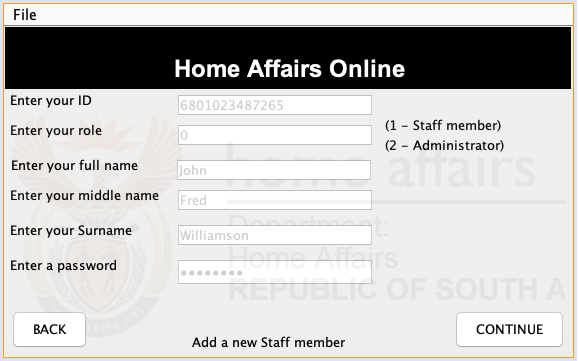 File
Home Affairs Online
Enter your ID 6801023487265
Enter your role 0 (1 - Staff member)
(2 - Administrator)
Enter your full name John
Enter your middle name Fred
Enter your Surname Williamson
Enter a password ●●●●●●●●
home affairs
Department:
Home Affairs
REPUBLIC OF SOUTH A
BACK
Add a new Staff member
CONTINUE